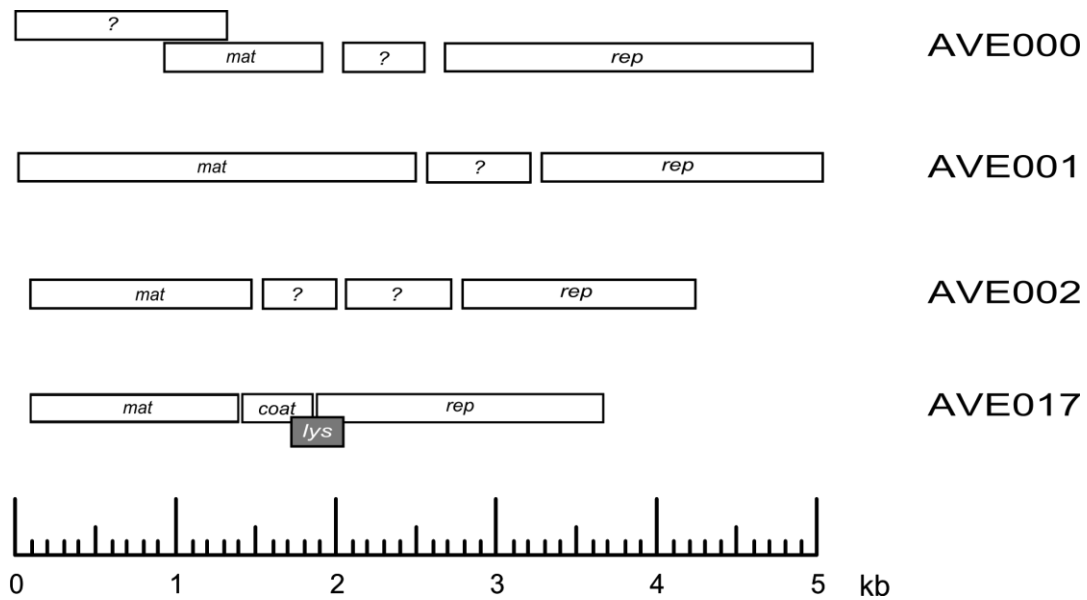 ?
mat ? rep AVE000
mat ? rep AVE001
mat ? ? rep AVE002
mat coat rep AVE017
lys
0 1 2 3 4 5 kb